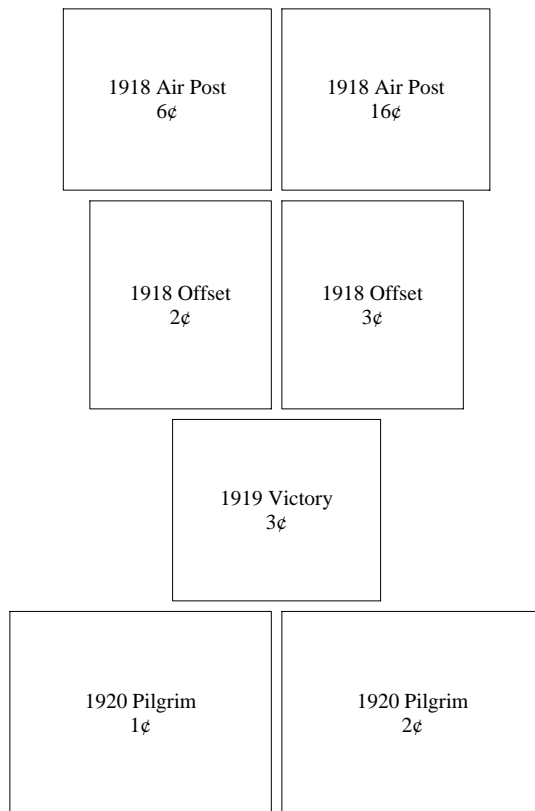 1918 Air Post
6¢
1918 Air Post
16¢
1918 Offset
2¢
1918 Offset
3¢
1919 Victory
3¢
1920 Pilgrim
1¢
1920 Pilgrim
2¢